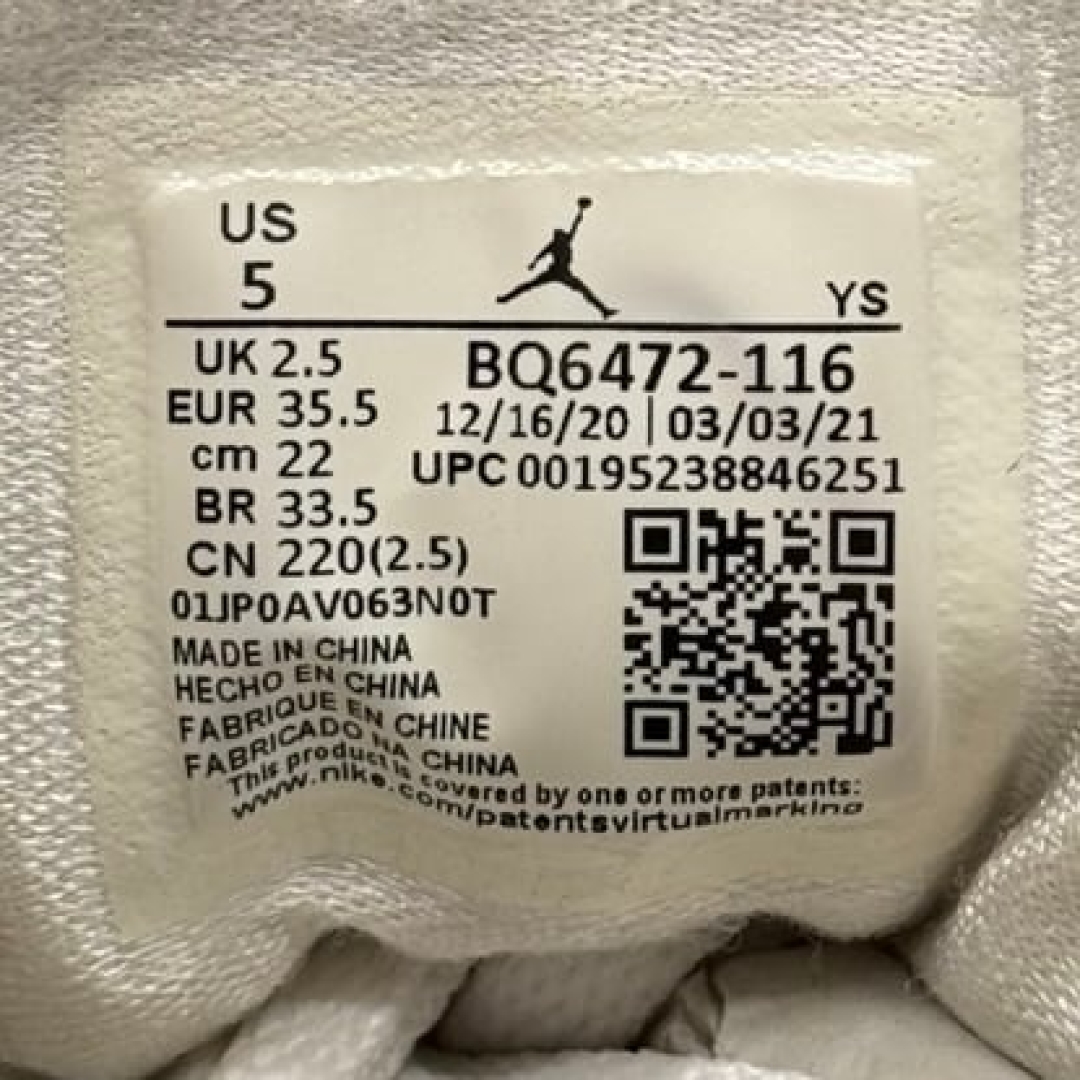 US
5
YS
UK 2.5
EUR 35.5
cm 22
BR 33.5
CN 220(2.5)
BQ6472-116
12/16/20 | 03/03/21
UPC 00195238846251
01JP0AV063N0T
MADE IN CHINA
HECHO EN CHINA
FABRIQUE EN CHINE
FABRICADO NA CHINA
This product is covered by one or more patents:
www.nike.com/patentsvirtualmarking